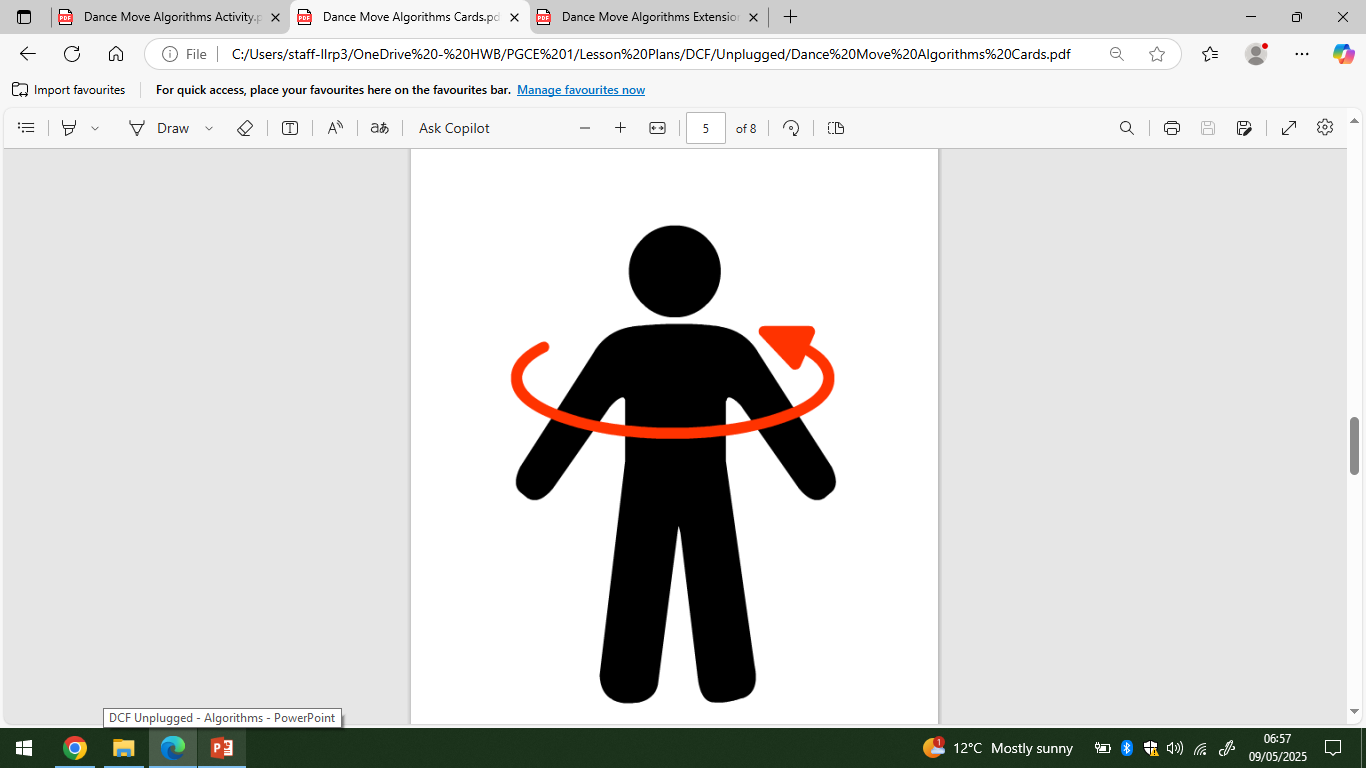 Dance Move Algorithms Activity.p
Dance Move Algorithms Cards.pd
Dance Move Algorithms Extension
File
C:/Users/staff-llrp3/OneDrive%20-%20HWB/PGCE%201/Lesson%20Plans/DCF/Unplugged/Dance%20Move%20Algorithms%20Cards.pdf
Import favourites
For quick access, place your favourites here on the favourites bar. Manage favourites now
Draw
Ask Copilot
5 of 8
DCF Unplugged - Algorithms - PowerPoint
1
12°C Mostly sunny
06:57
09/05/2025